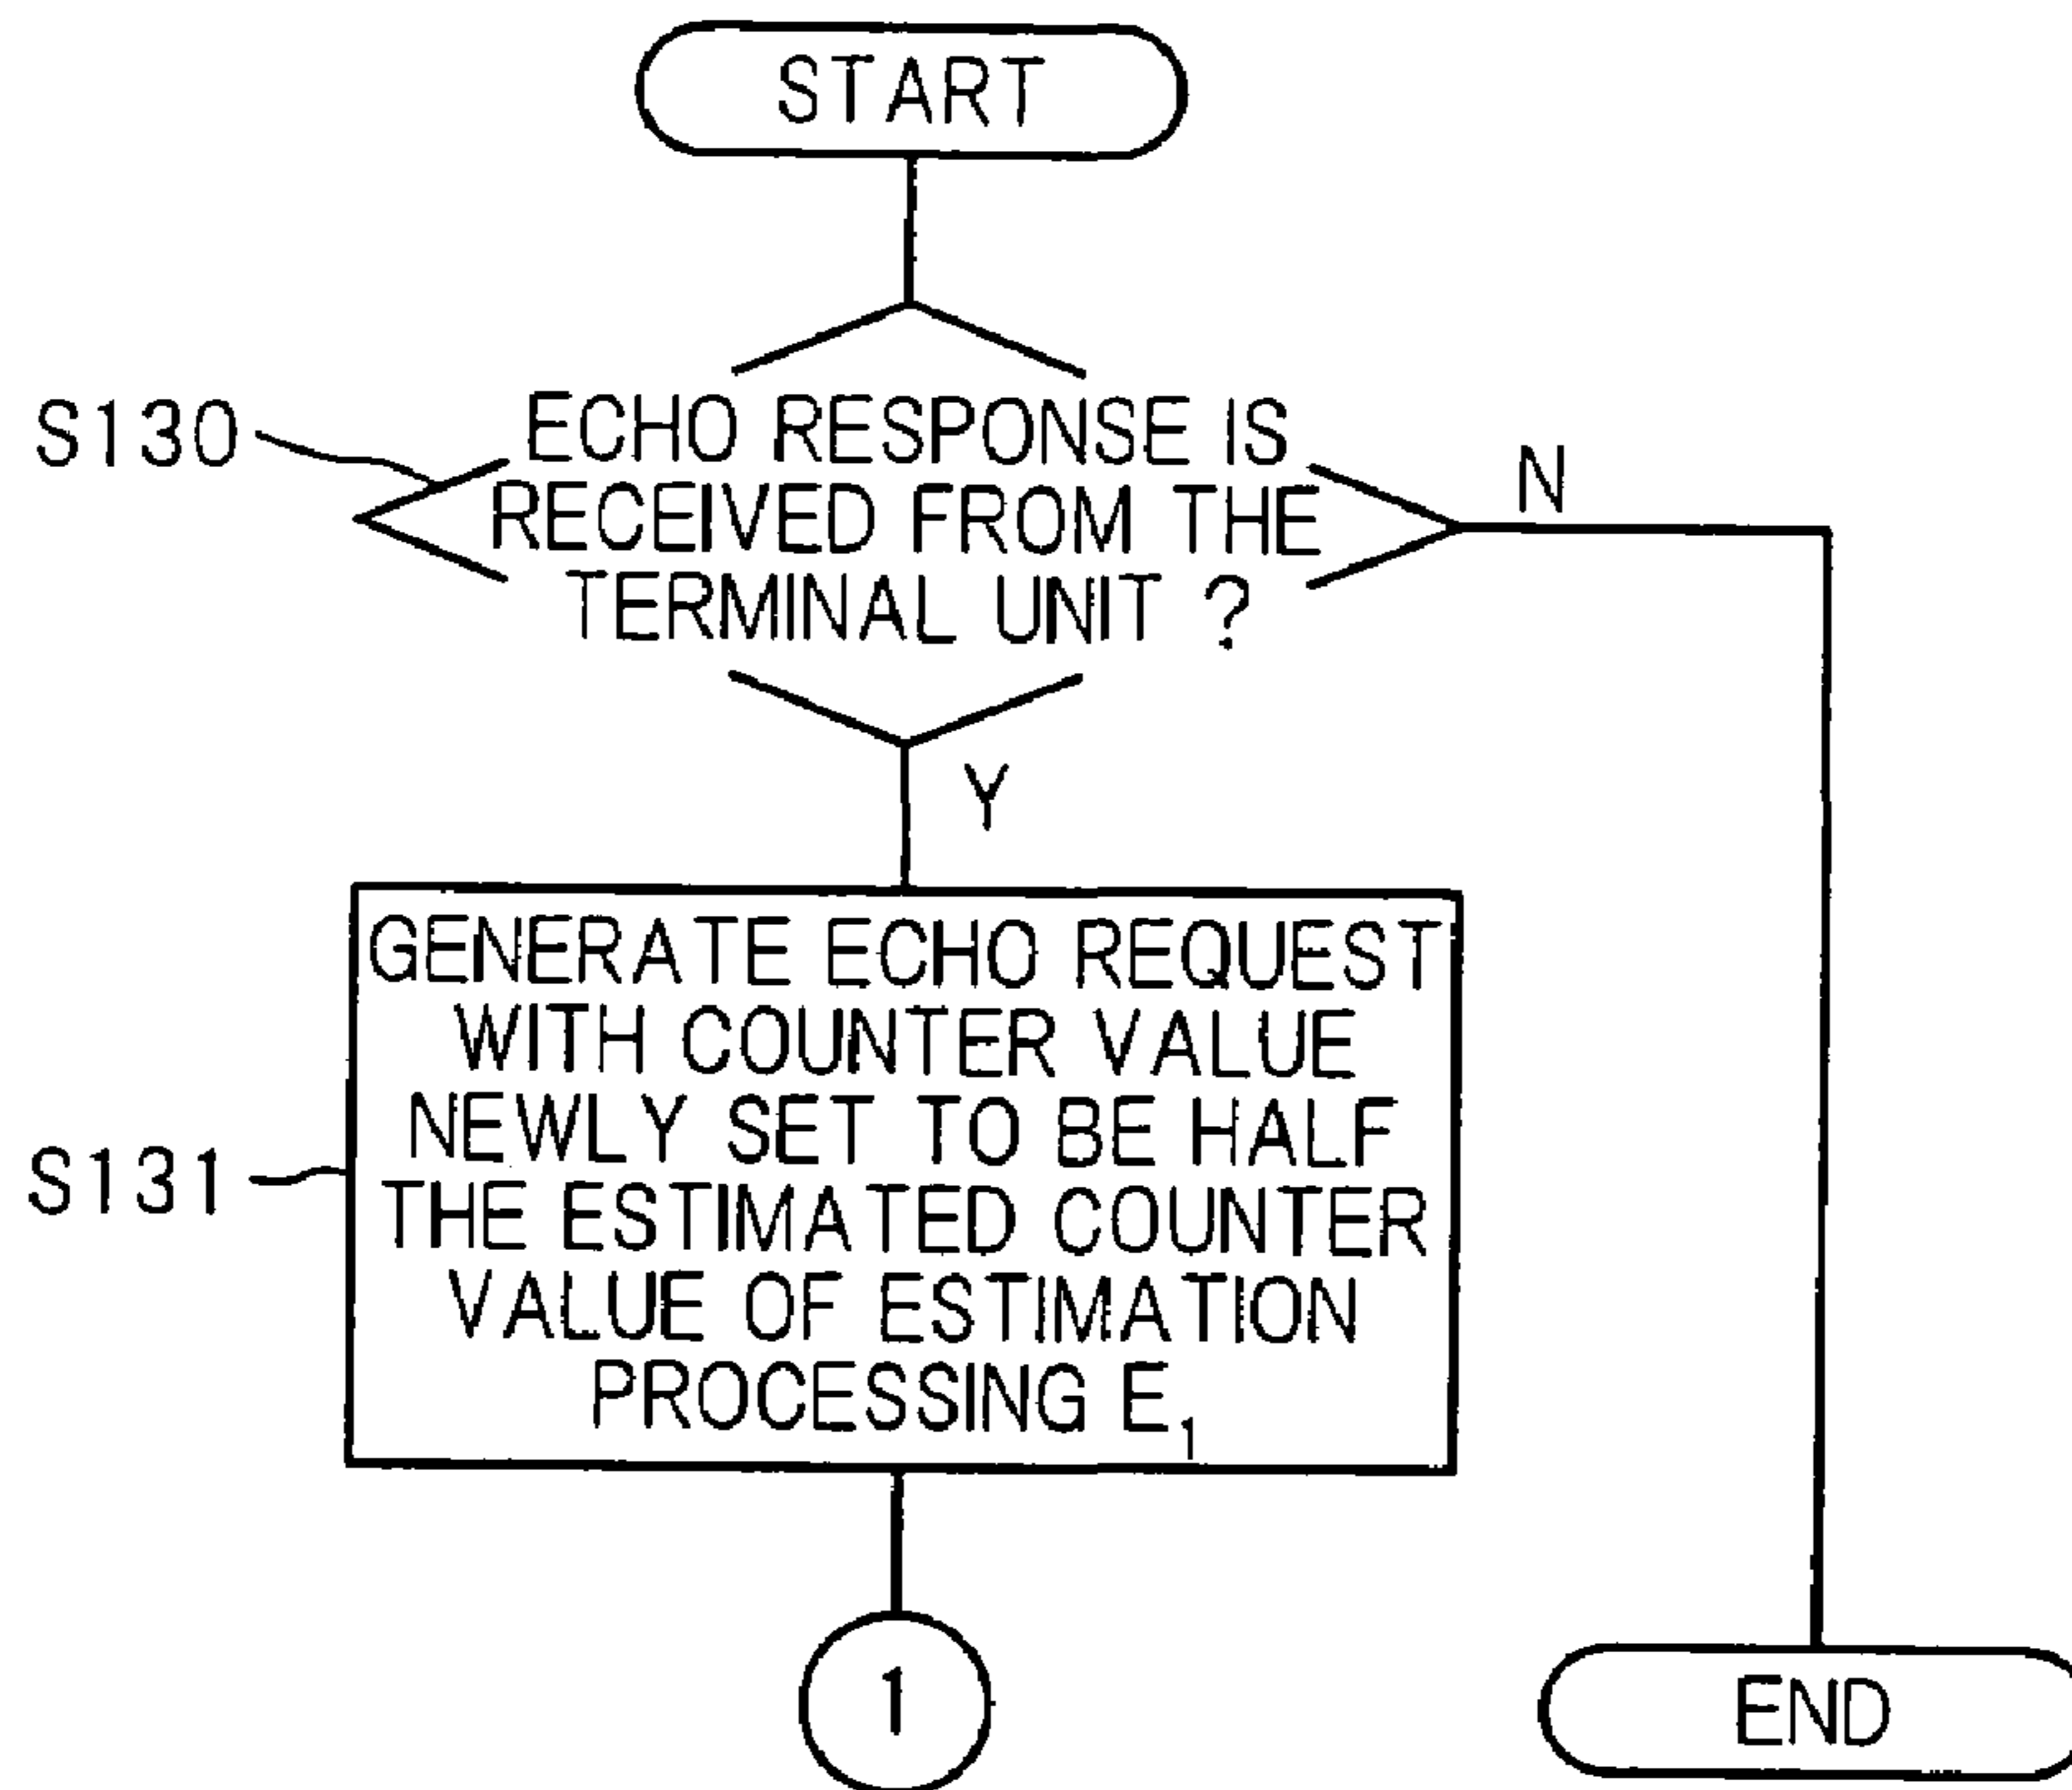 START
S130
ECHO RESPONSE IS
RECEIVED FROM THE
TERMINAL UNIT ?
N
Y
S131
GENERATE ECHO REQUEST
WITH COUNTER VALUE
NEWLY SET TO BE HALF
THE ESTIMATED COUNTER
VALUE OF ESTIMATION
PROCESSING E₁
1
END